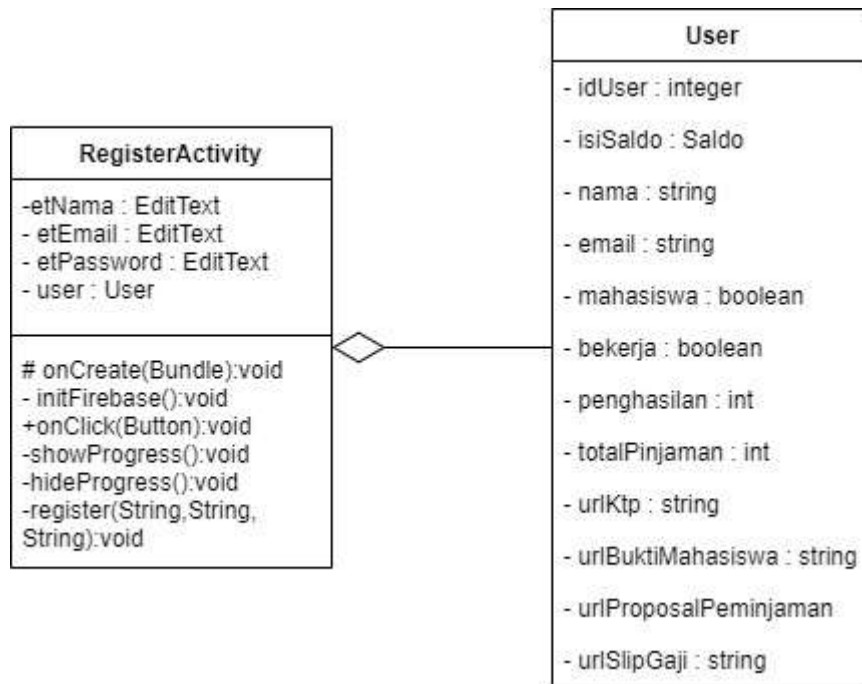 RegisterActivity
-etNama : EditText
- etEmail : EditText
- etPassword : EditText
- user : User
# onCreate(Bundle):void
- initFirebase():void
+onClick(Button):void
-showProgress():void
-hideProgress():void
-register(String,String,
String):void
User
- idUser : integer
- isiSaldo : Saldo
- nama : string
- email : string
- mahasiswa : boolean
- bekerja : boolean
- penghasilan : int
- totalPinjaman : int
- urlKtp : string
- urlBuktiMahasiswa : string
- urlProposalPeminjaman
- urlSlipGaji : string